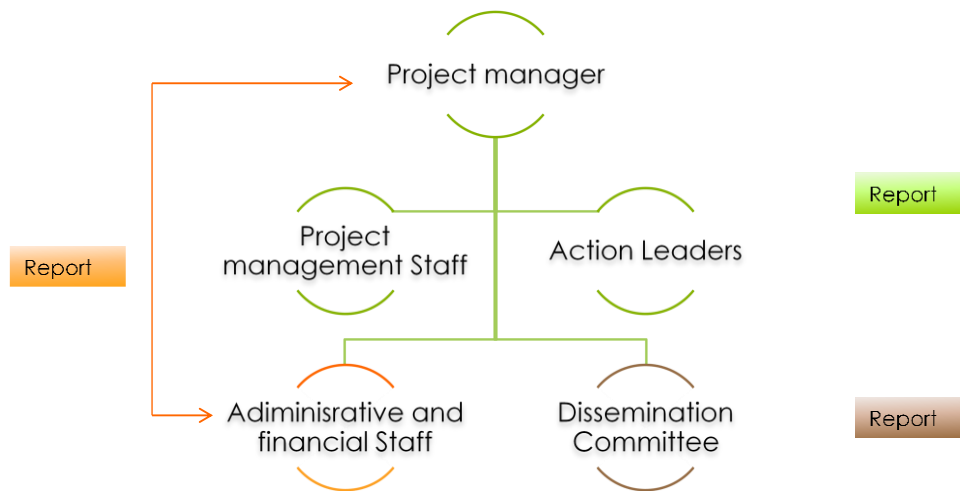 Project manager
Report
Project
management Staff
Action Leaders
Report
Adiminisrative and
financial Staff
Dissemination
Committee
Report